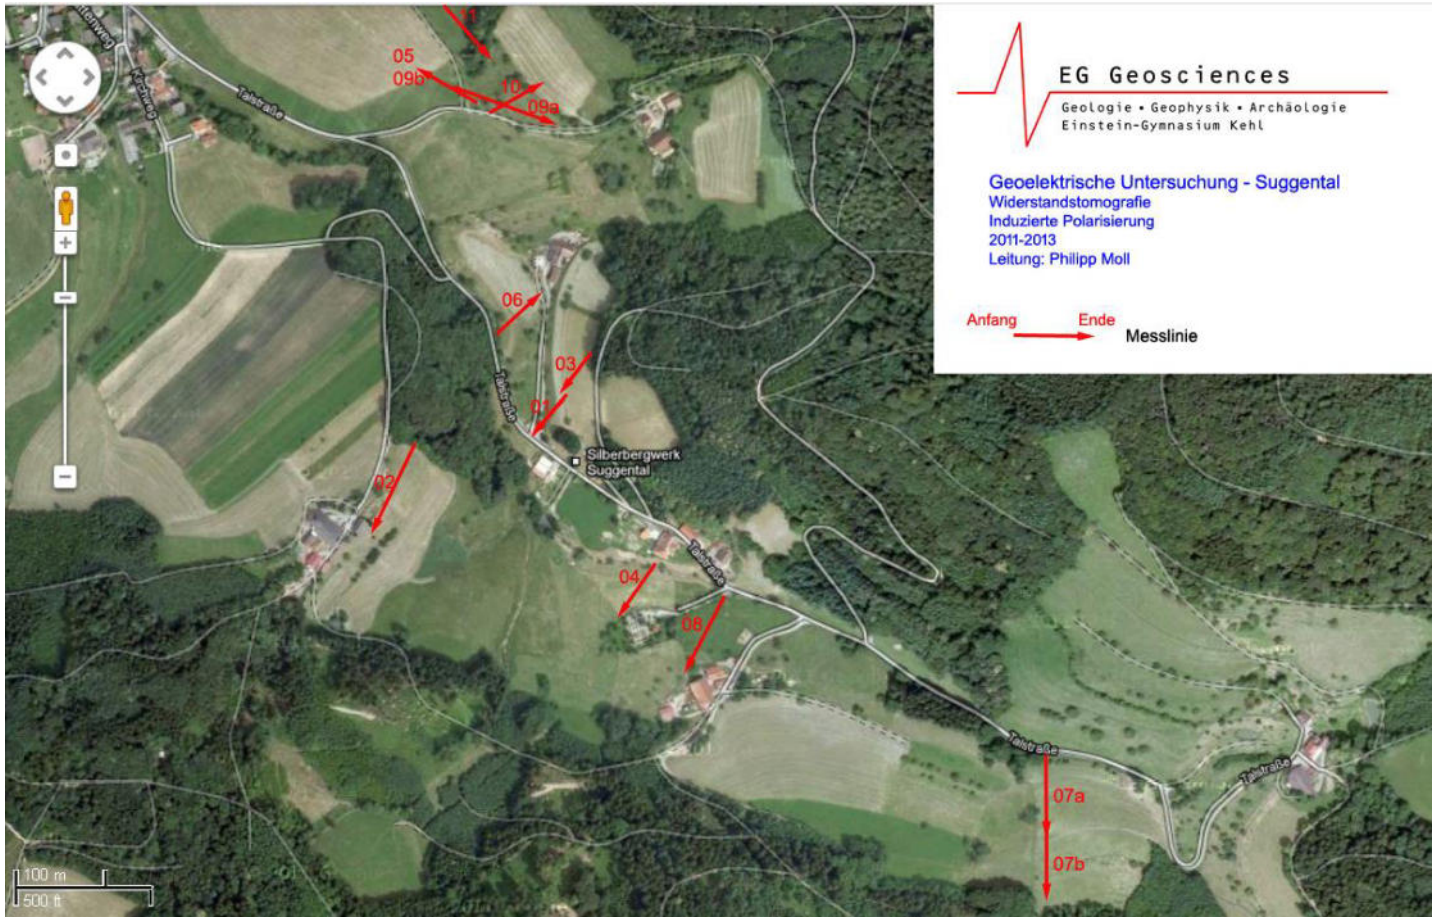 EG Geosciences
Geologie • Geophysik • Archäologie
Einstein-Gymnasium Kehl
Geoelektrische Untersuchung - Suggental
Widerstandstomografie
Induzierte Polarisierung
2011-2013
Leitung: Philipp Moll
Anfang Ende
Messlinie
11
05
09b
10
09a
Kirchweg
Talstraße
06
03
Talstraße
01
Silberbergwerk
Suggental
02
Talstraße
04
08
Talstraße
Talstraße
07a
07b
100 m
500 ft